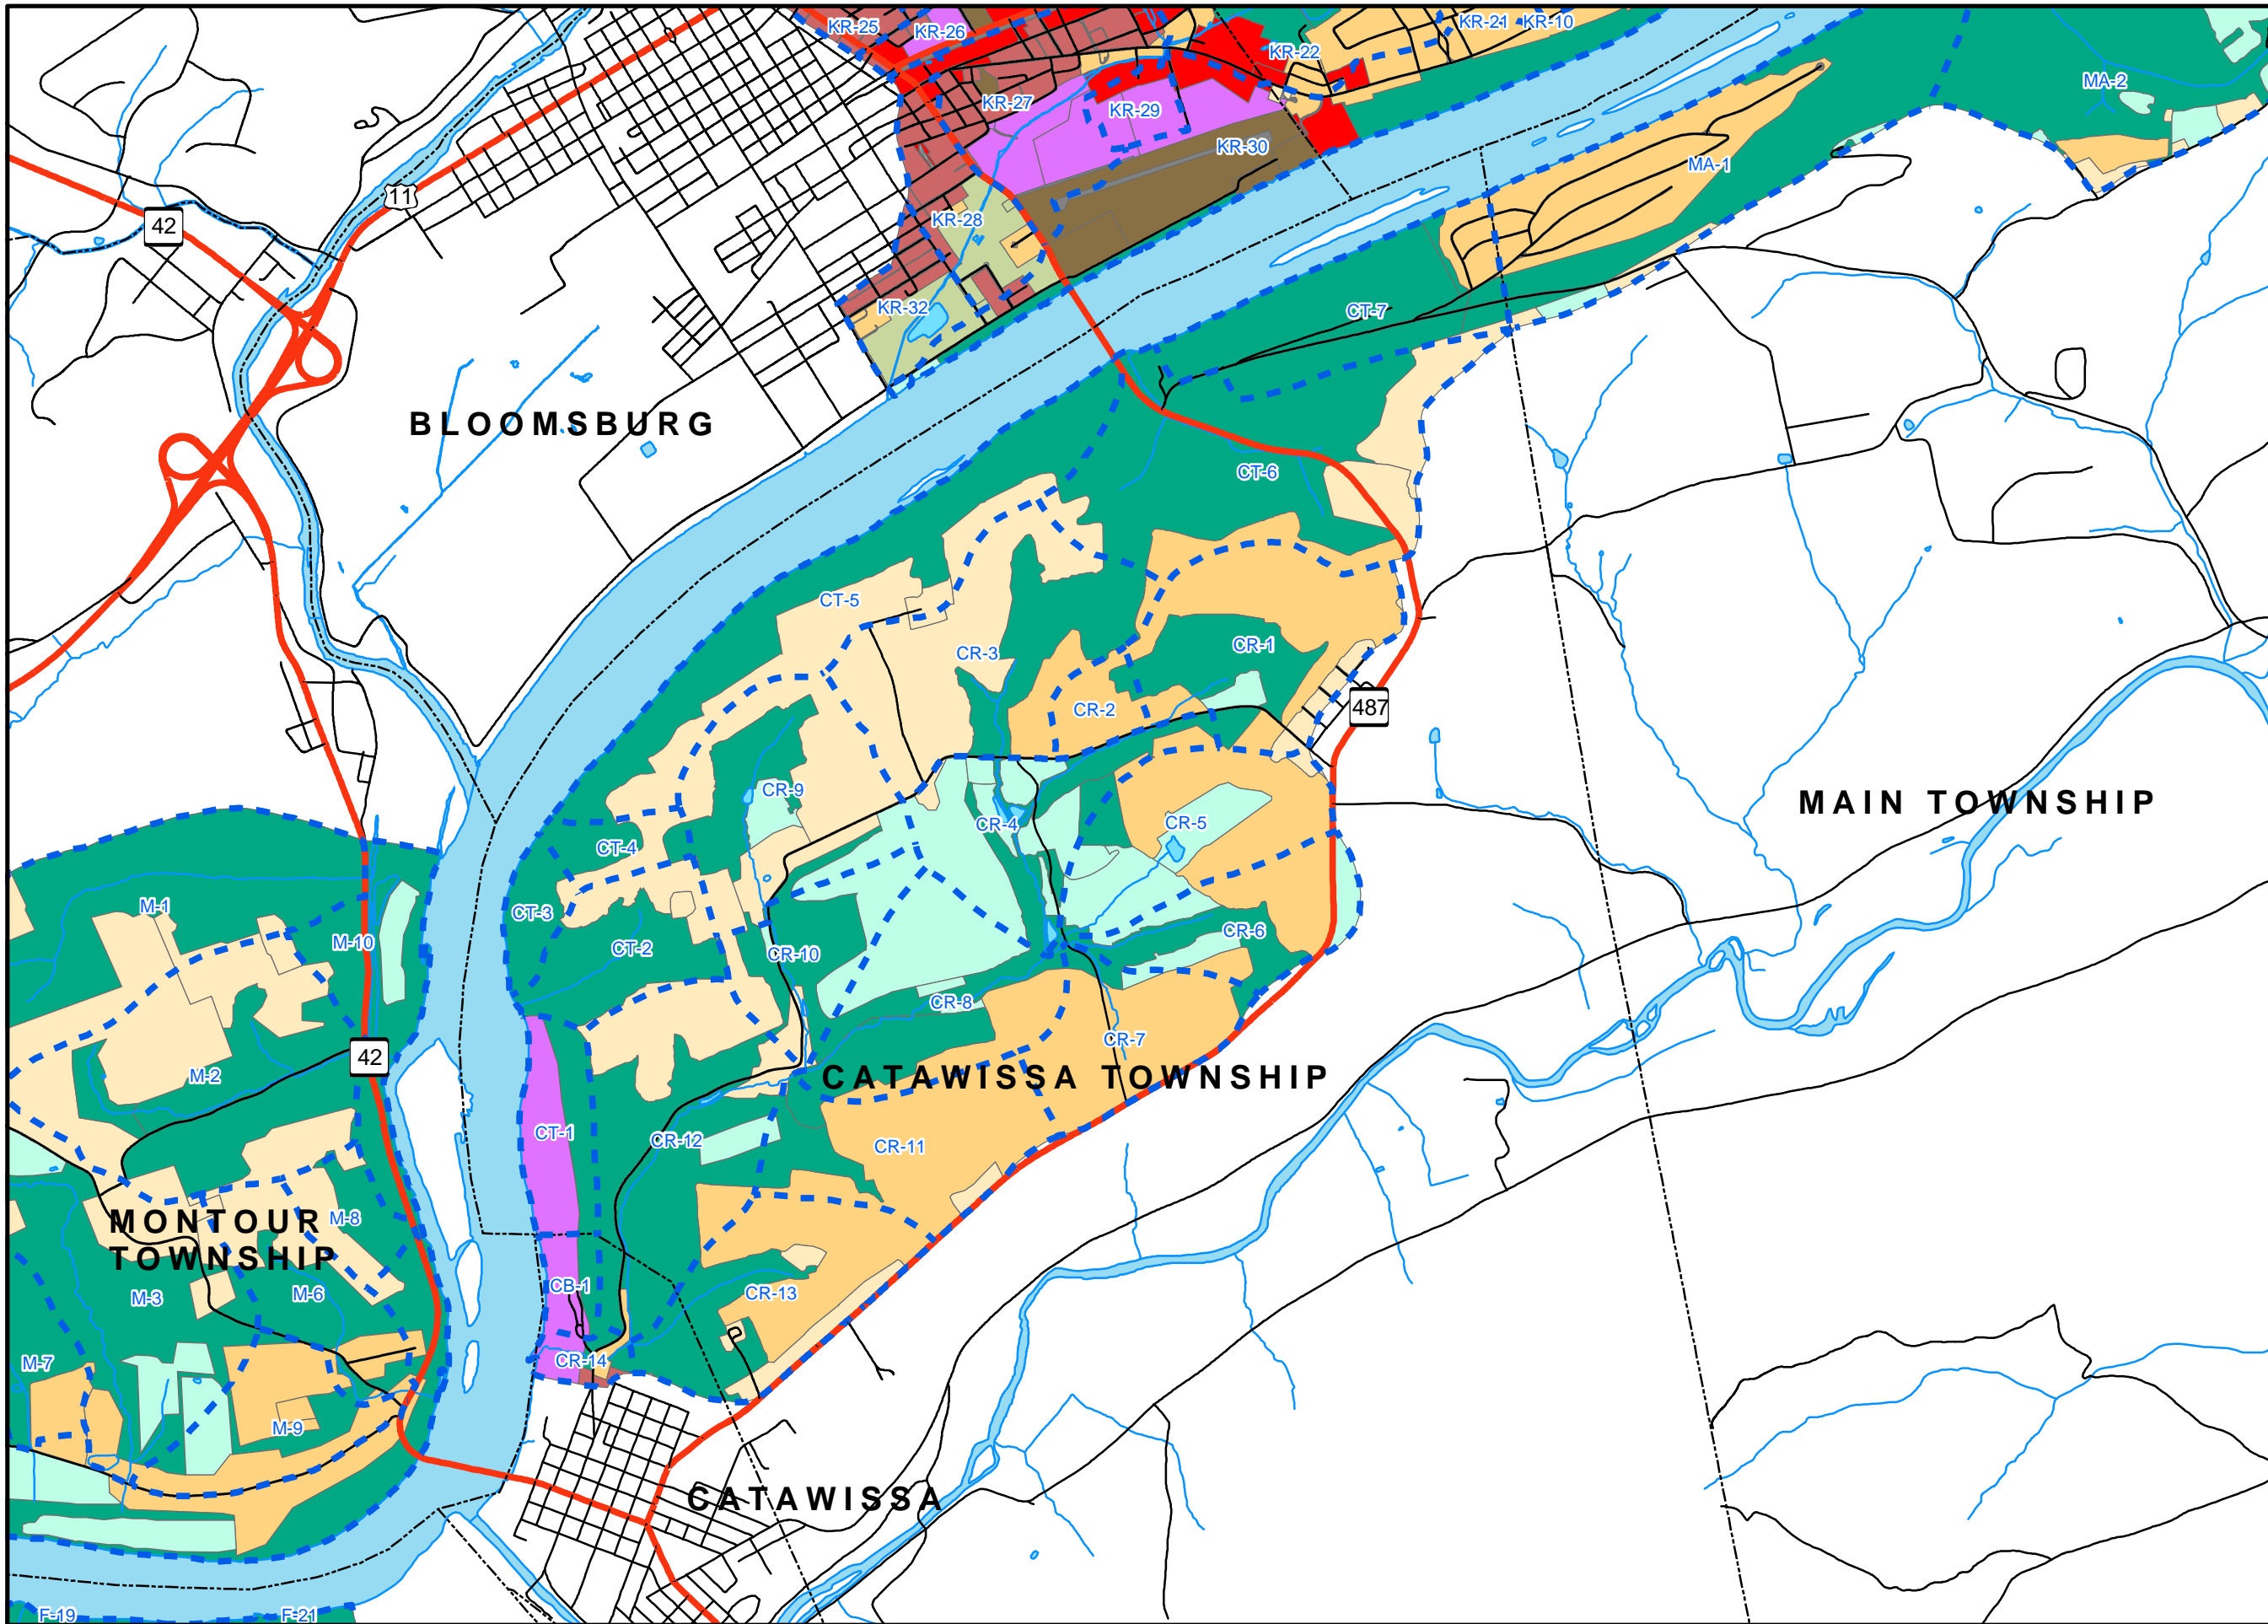 KR-25
KR-26
KR-21
KR-10
KR-22
MA-2
KR-27
KR-29
KR-30
MA-1
11
42
KR-28
KR-32
CT-7
BLOOMSBURG
CT-6
CT-5
CR-3
CR-1
CR-2
487
CR-9
MAIN TOWNSHIP
CR-4
CR-5
CT-4
M-1
CT-3
M-10
CT-2
CR-10
CR-6
CR-8
CR-7
42
M-2
CATAWISSA TOWNSHIP
CT-1
CR-12
CR-11
MONTOUR
TOWNSHIP
M-8
M-3
M-6
CB-1
CR-13
M-7
CR-14
M-9
CATAWISSA
F-19
F-21